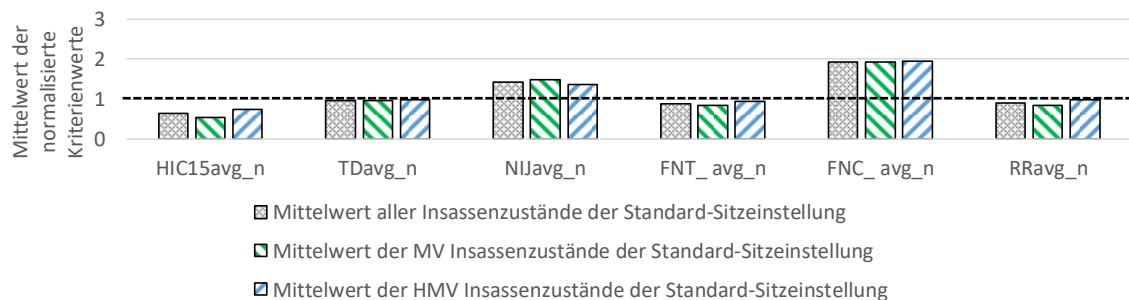 Mittelwert der
normalisierte
Kriterienwerte
3
2
1
0
HIC15avg_n TDavg_n NIJavg_n FNT_ avg_n FNC_ avg_n RRavg_n
Mittelwert aller Insassenzustände der Standard-Sitzeinstellung
Mittelwert der MV Insassenzustände der Standard-Sitzeinstellung
Mittelwert der HMV Insassenzustände der Standard-Sitzeinstellung